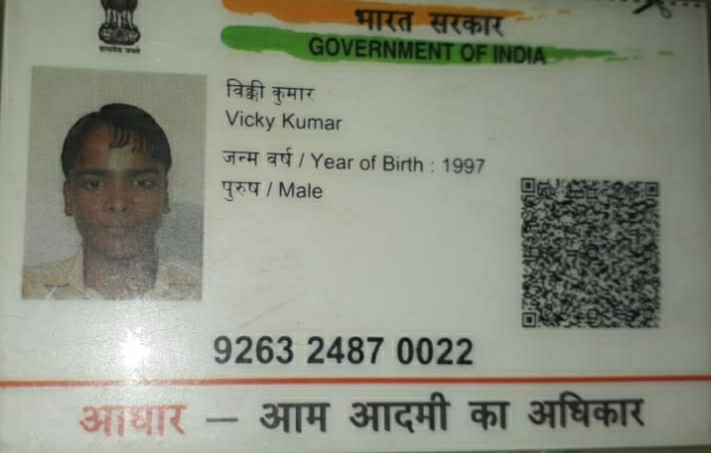 सत्यमेव जयते
भारत सरकार
GOVERNMENT OF INDIA
विक्की कुमार
Vicky Kumar
जन्म वर्ष / Year of Birth : 1997
पुरुष / Male
9263 2487 0022
आधार — आम आदमी का अधिकार